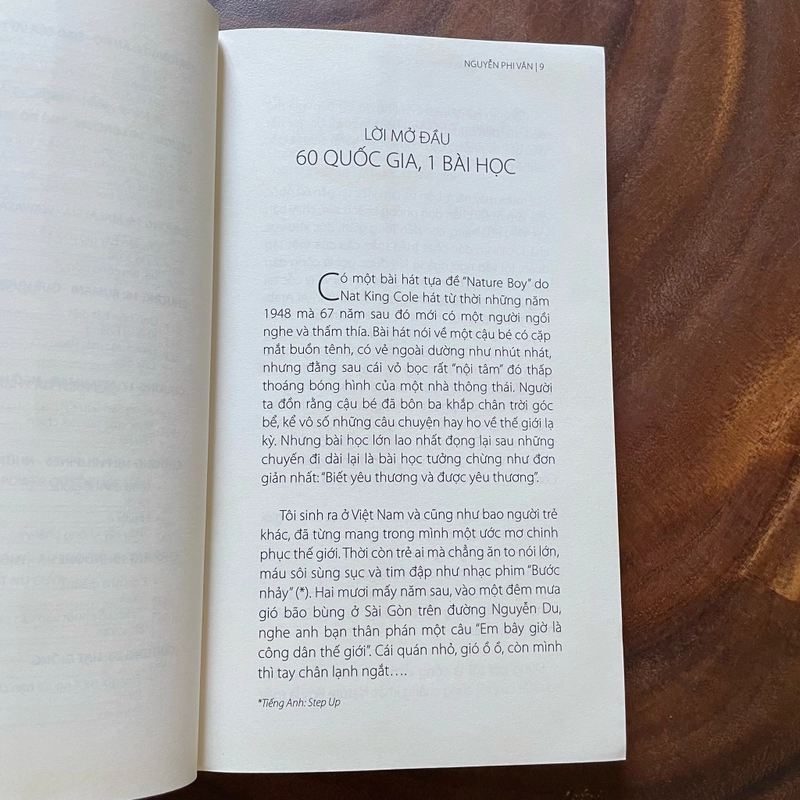 NGUYỄN PHI VÂN | 9
LỜI MỞ ĐẦU
60 QUỐC GIA, 1 BÀI HỌC
Có một bài hát tựa đề “Nature Boy” do
Nat King Cole hát từ thời những năm
1948 mà 67 năm sau đó mới có một người ngồi
nghe và thấm thía. Bài hát nói về một cậu bé có cặp
mắt buồn tênh, có vẻ ngoài dường như nhút nhát,
nhưng đằng sau cái vỏ bọc rất “nội tâm” đó thấp
thoáng bóng hình của một nhà thông thái. Người
ta đồn rằng cậu bé đã bôn ba khắp chân trời góc
bể, kể vô số những câu chuyện hay ho về thế giới lạ
kỳ. Nhưng bài học lớn lao nhất đọng lại sau những
chuyến đi dài lại là bài học tưởng chừng như đơn
giản nhất: “Biết yêu thương và được yêu thương”.
Tôi sinh ra ở Việt Nam và cũng như bao người trẻ
khác, đã từng mang trong mình một ước mơ chinh
phục thế giới. Thời còn trẻ ai mà chẳng ăn to nói lớn,
máu sôi sùng sục và tim đập như nhạc phim “Bước
nhảy” (*). Hai mươi mấy năm sau, vào một đêm mưa
gió bão bùng ở Sài Gòn trên đường Nguyễn Du,
nghe anh bạn thân phán một câu “Em bây giờ là
công dân thế giới”. Cái quán nhỏ, gió ồ ồ, còn mình
thì tay chân lạnh ngắt….
*Tiếng Anh: Step Up